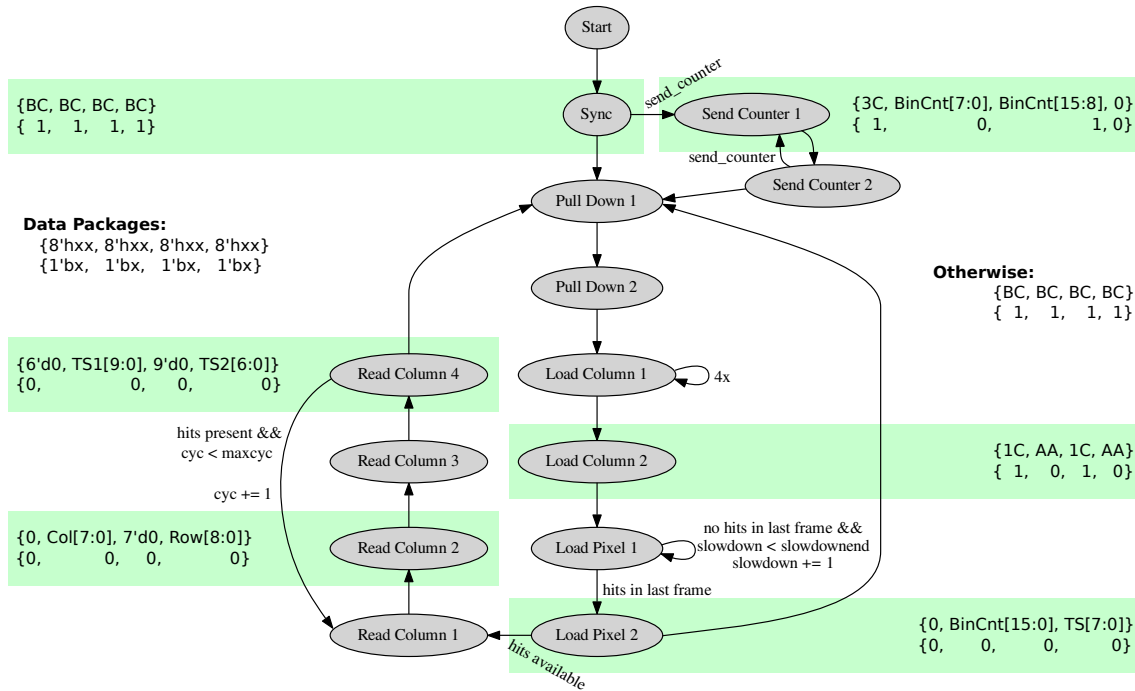 Start
{BC, BC, BC, BC}
{ 1, 1, 1, 1}
Sync
send_counter
Send Counter 1
{3C, BinCnt[7:0], BinCnt[15:8], 0}
{ 1, 0, 1, 0}
send_counter
Send Counter 2
Pull Down 1
Data Packages:
{8'hxx, 8'hxx, 8'hxx, 8'hxx}
{1'bx, 1'bx, 1'bx, 1'bx}
Pull Down 2
Otherwise:
{BC, BC, BC, BC}
{ 1, 1, 1, 1}
{6'd0, TS1[9:0], 9'd0, TS2[6:0]}
{0, 0, 0, 0}
Read Column 4
Load Column 1
4x
hits present &&
cyc < maxcyc
cyc += 1
Read Column 3
Load Column 2
{1C, AA, 1C, AA}
{ 1, 0, 1, 0}
{0, Col[7:0], 7'd0, Row[8:0]}
{0, 0, 0, 0}
Read Column 2
Load Pixel 1
no hits in last frame &&
slowdown < slowdownend
slowdown += 1
hits in last frame
Read Column 1
hits available
Load Pixel 2
{0, BinCnt[15:0], TS[7:0]}
{0, 0, 0, 0}